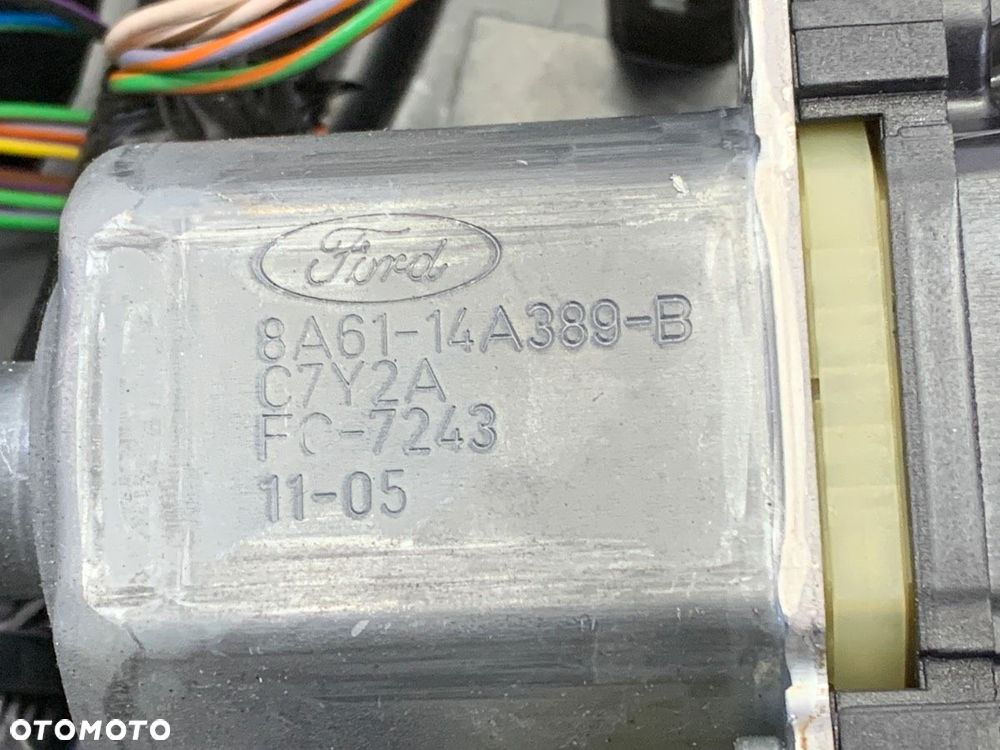 Ford
8A61-14A389-B
C7Y2A
FC-7243
11-05
OTOMOTO